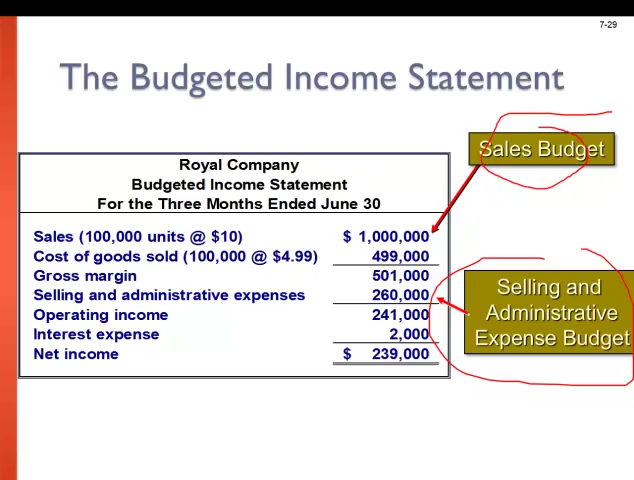 7-29
The Budgeted Income Statement
Sales Budget
Royal Company
Budgeted Income Statement
For the Three Months Ended June 30
Sales (100,000 units @ $10) $ 1,000,000
Cost of goods sold (100,000 @ $4.99) 499,000
Gross margin 501,000
Selling and administrative expenses 260,000
Operating income 241,000
Interest expense 2,000
Net income $ 239,000
Selling and
Administrative
Expense Budget